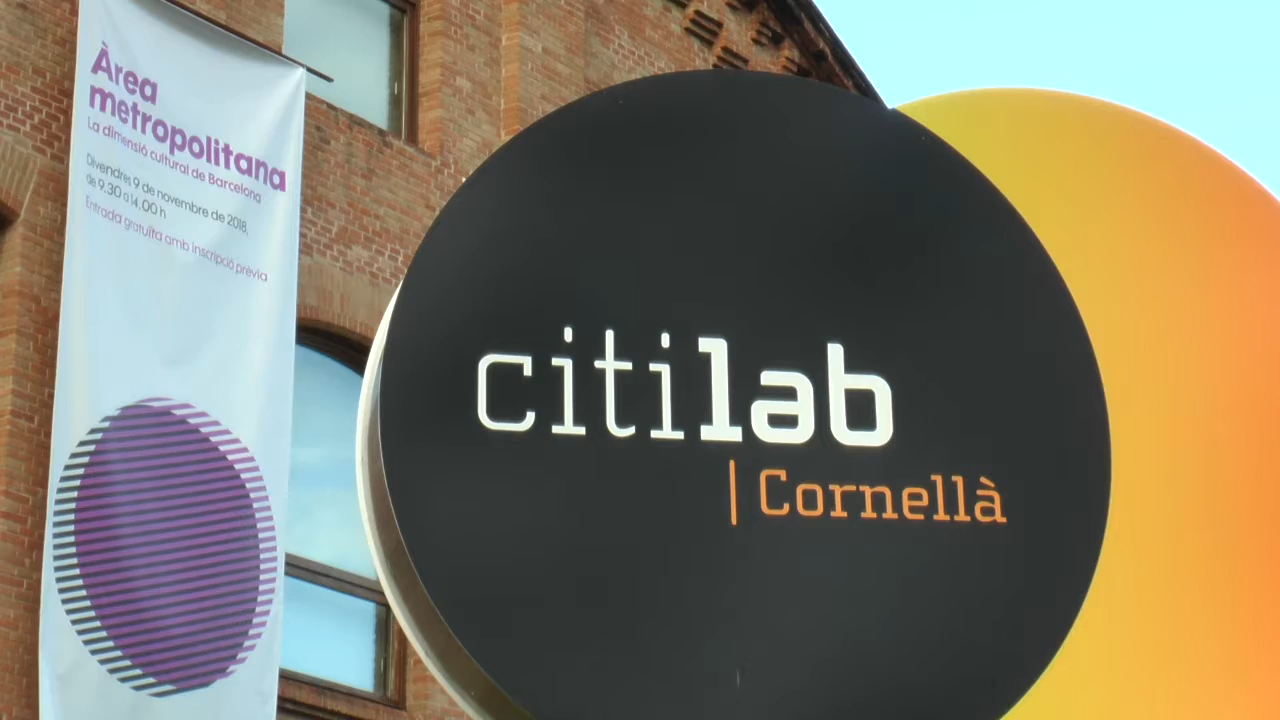 Àrea
metropolitana
La dimensió cultural de Barcelona
Divendres 9 de novembre de 2018,
de 9.30 a 14.00 h
Entrada gratuïta amb inscripció prèvia
citilab
| Cornellà